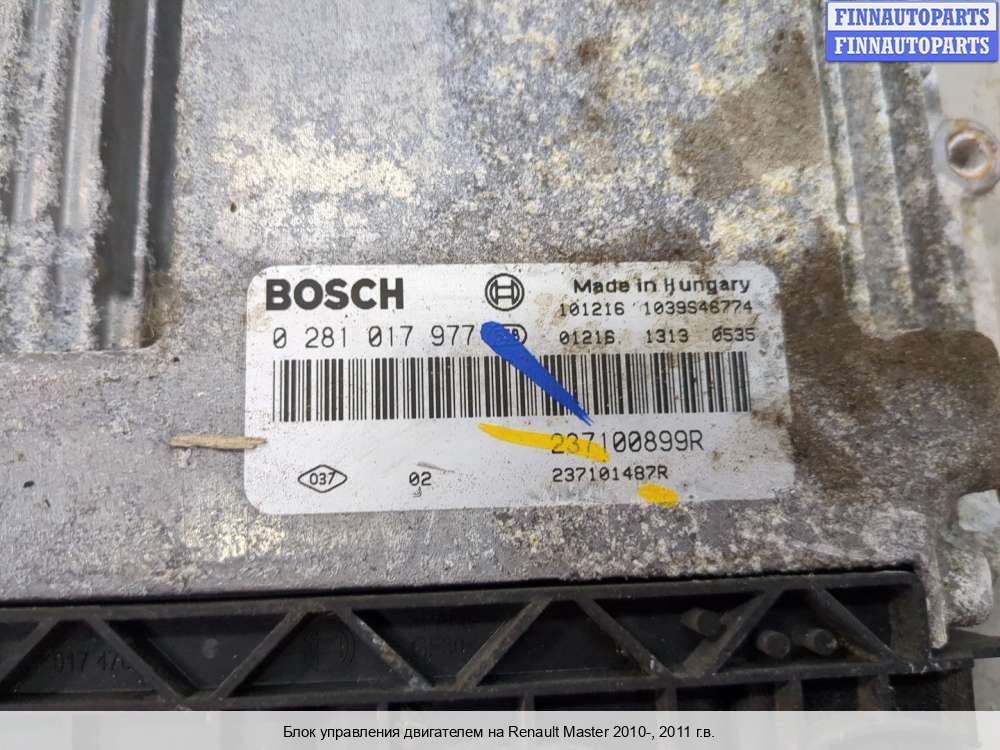 FINNAUTOPARTS
FINNAUTOPARTS
BOSCH
Made in Hungary
101216 1039S46774
0 281 017 977
01216. 1313 0535
237100899R
037
02
237101487R
Блок управления двигателем на Renault Master 2010-, 2011 г.в.